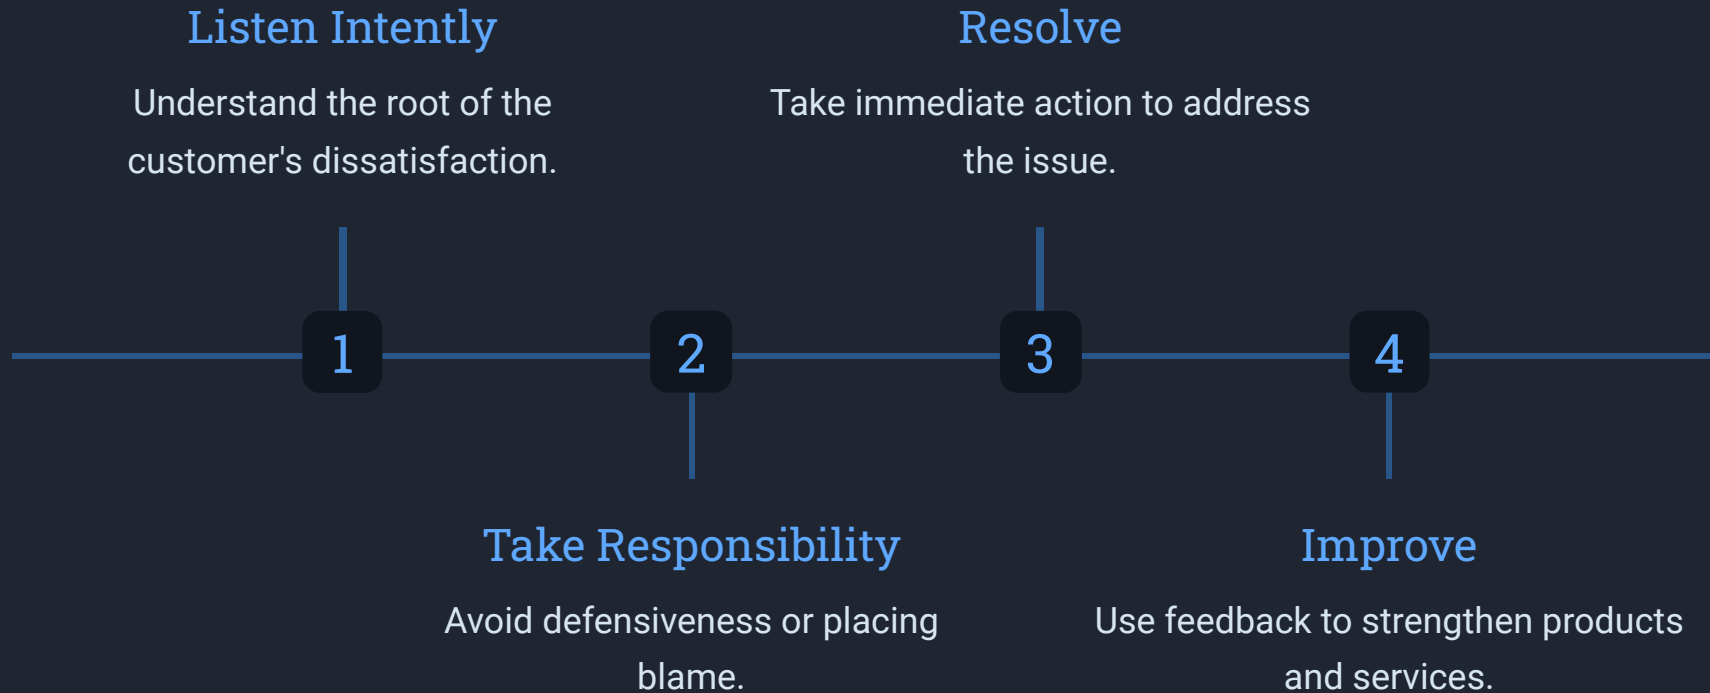 Listen Intently
Understand the root of the
customer's dissatisfaction.
Resolve
Take immediate action to address
the issue.
1
2
3
4
Take Responsibility
Avoid defensiveness or placing
blame.
Improve
Use feedback to strengthen products
and services.